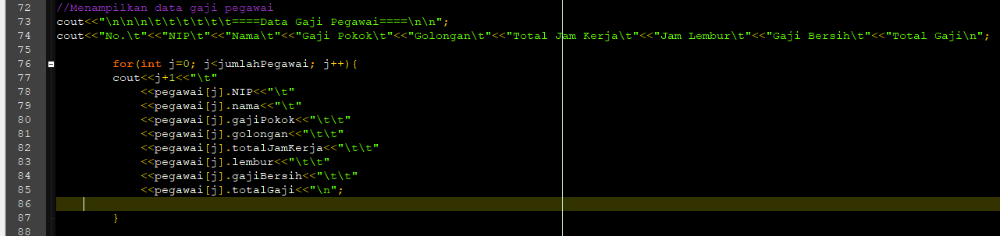 72 //Menampilkan data gaji pegawai
73 cout<<"\n\n\n\t\t\t\t\t\t====Data Gaji Pegawai====\n\n";
74 cout<<"No.\t"<<"NIP\t"<<"Nama\t"<<"Gaji Pokok\t"<<"Golongan\t"<<"Total Jam Kerja\t"<<"Jam Lembur\t"<<"Gaji Bersih\t"<<"Total Gaji\n";
75
76 for(int j=0; j<jumlahPegawai; j++){
77 cout<<j+1<<"\t"
78 <<pegawai[j].NIP<<"\t"
79 <<pegawai[j].nama<<"\t"
80 <<pegawai[j].gajiPokok<<"\t\t"
81 <<pegawai[j].golongan<<"\t\t"
82 <<pegawai[j].totalJamKerja<<"\t\t"
83 <<pegawai[j].lembur<<"\t\t"
84 <<pegawai[j].gajiBersih<<"\t\t"
85 <<pegawai[j].totalGaji<<"\n";
86
87 }
88